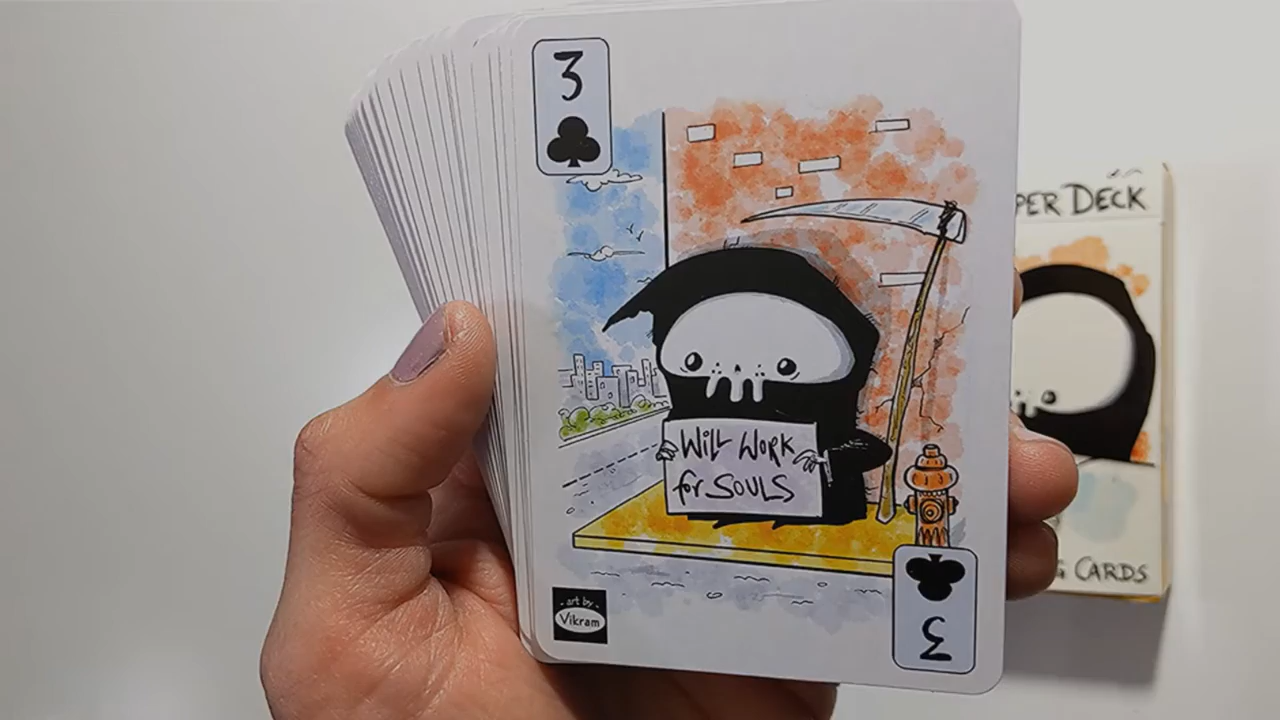 3
PER DECK
WILL WORK
for SOULS
art by
Vikram
G CARDS
3